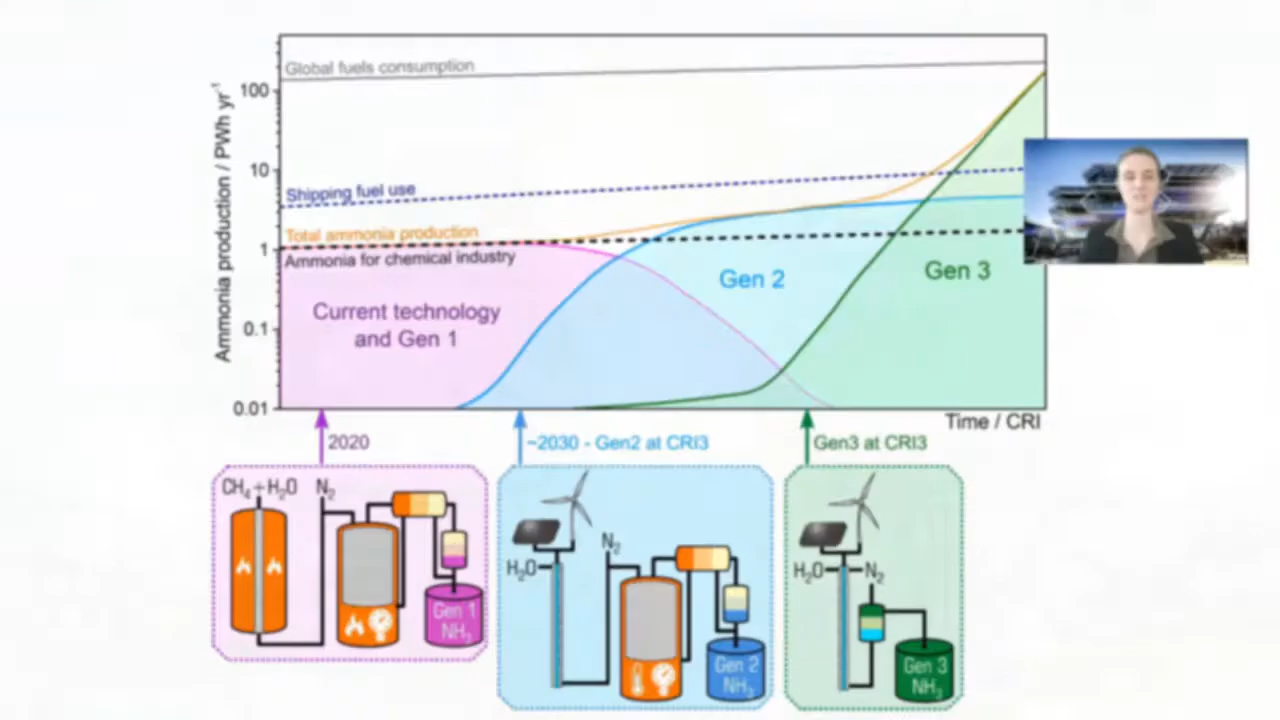 Global fuels consumption
100
Ammonia production / PWh yr⁻¹
10
Shipping fuel use
Total ammonia production
1
Ammonia for chemical industry
Gen 2
Gen 3
Current technology
and Gen 1
0.1
0.01
Time / CRI
2020
~2030 - Gen2 at CRI3
Gen3 at CRI3
CH₄+H₂O N₂
N₂
H₂O
H₂O N₂
Gen 1
NH₃
Gen 2
NH₃
Gen 3
NH₃